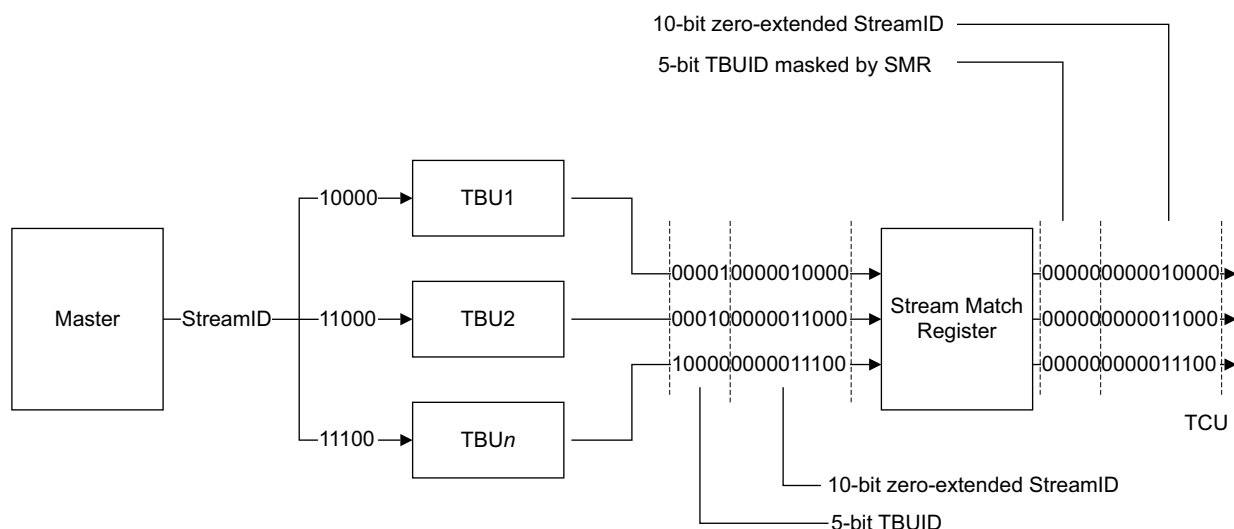 10-bit zero-extended StreamID
5-bit TBUID masked by SMR
10000
TBU1
00001 0000010000
00000 0000010000
Master
StreamID
11000
TBU2
00010 0000011000
Stream Match
Register
00000 0000011000
10000 0000011100
00000 0000011100
11100
TBUn
TCU
10-bit zero-extended StreamID
5-bit TBUID